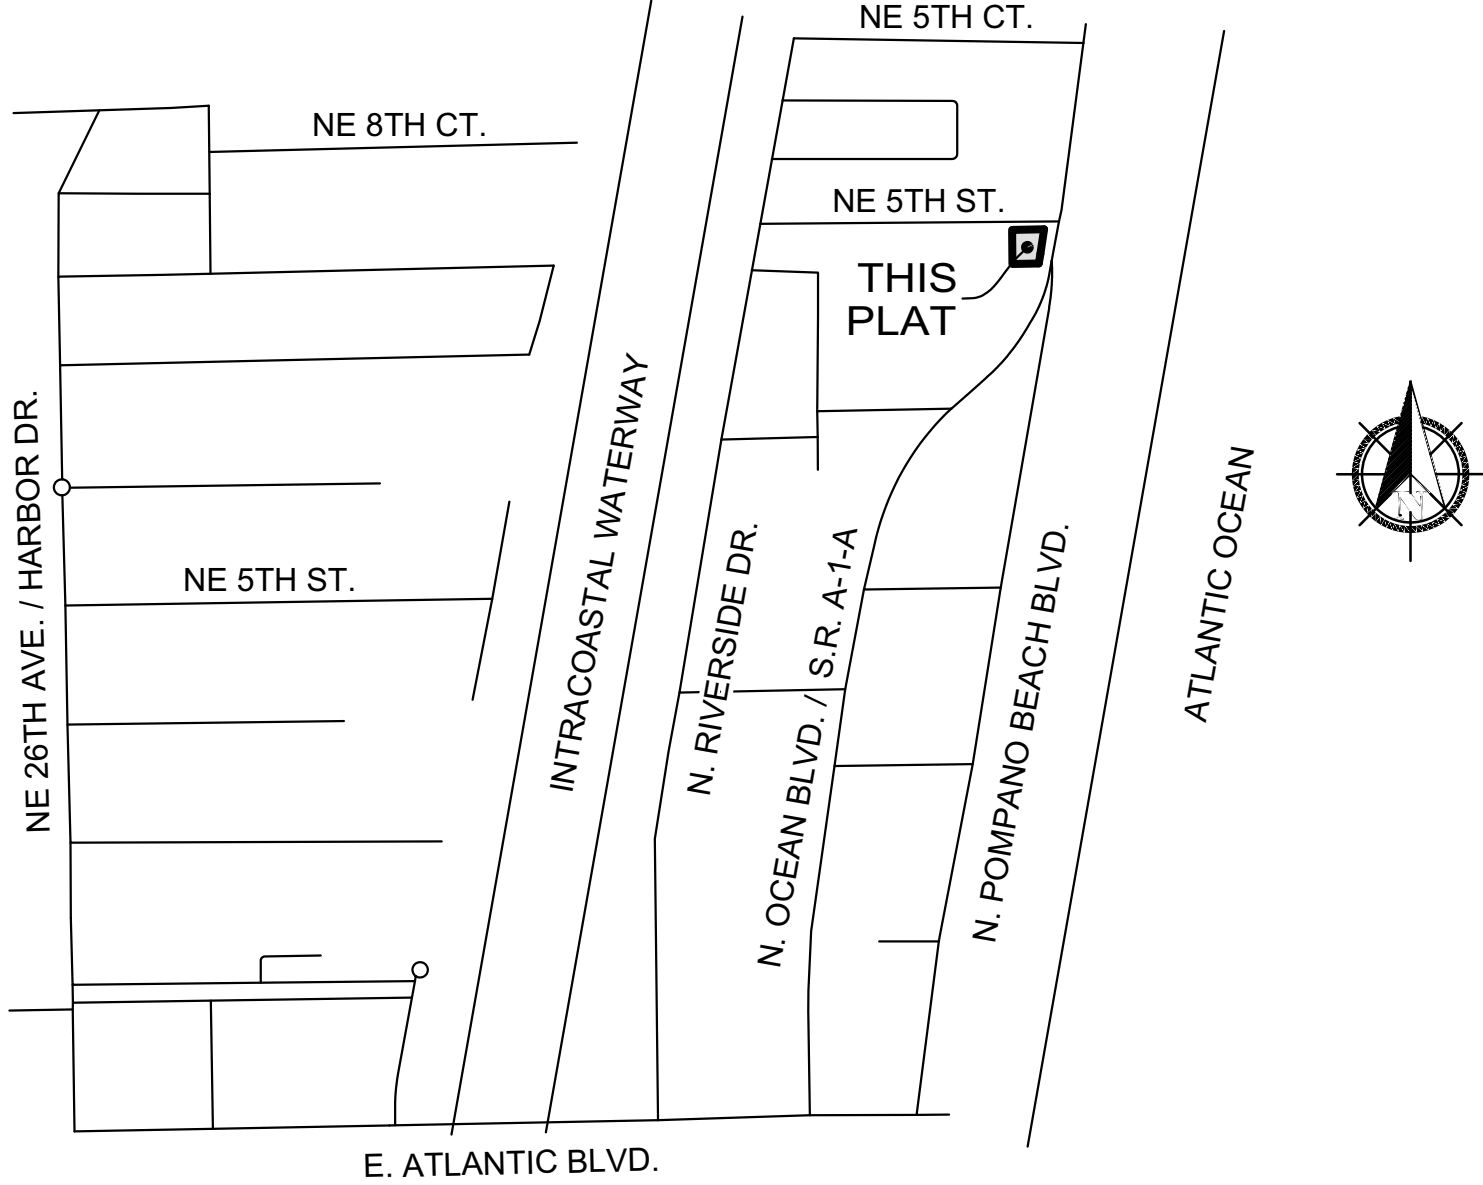 NE 5TH CT.
NE 8TH CT.
NE 5TH ST.
THIS
PLAT
NE 26TH AVE. / HARBOR DR.
NE 5TH ST.
INTRACOASTAL WATERWAY
N. RIVERSIDE DR.
N. OCEAN BLVD. / S.R. A-1-A
N. POMPANO BEACH BLVD.
ATLANTIC OCEAN
N
E. ATLANTIC BLVD.